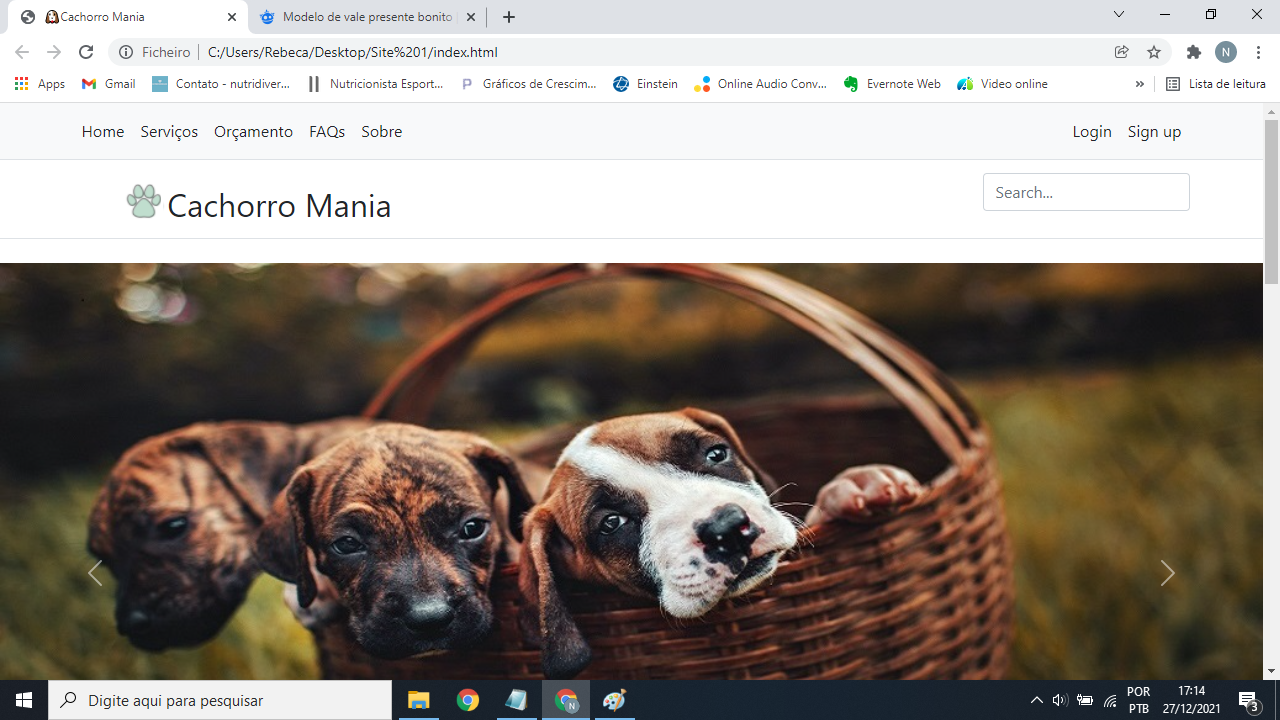 Cachorro Mania
Modelo de vale presente bonito
Ficheiro | C:/Users/Rebeca/Desktop/Site%201/index.html
N
Apps Gmail Contato - nutridiver... Nutricionista Esport... Gráficos de Crescim... Einstein Online Audio Conv... Evernote Web Video online » Lista de leitura
Home Serviços Orçamento FAQs Sobre Login Sign up
Cachorro Mania
Search...
Digite aqui para pesquisar
N
POR
PTB
17:14
27/12/2021
3